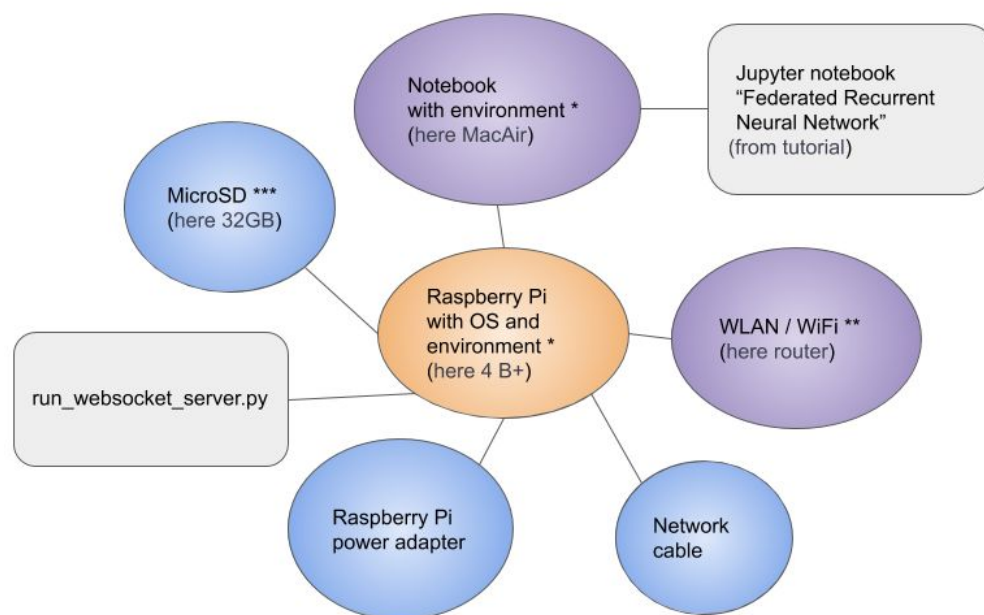 Notebook
with environment *
(here MacAir)
Jupyter notebook
“Federated Recurrent
Neural Network”
(from tutorial)
MicroSD ***
(here 32GB)
Raspberry Pi
with OS and
environment *
(here 4 B+)
WLAN / WiFi **
(here router)
run_websocket_server.py
Raspberry Pi
power adapter
Network
cable